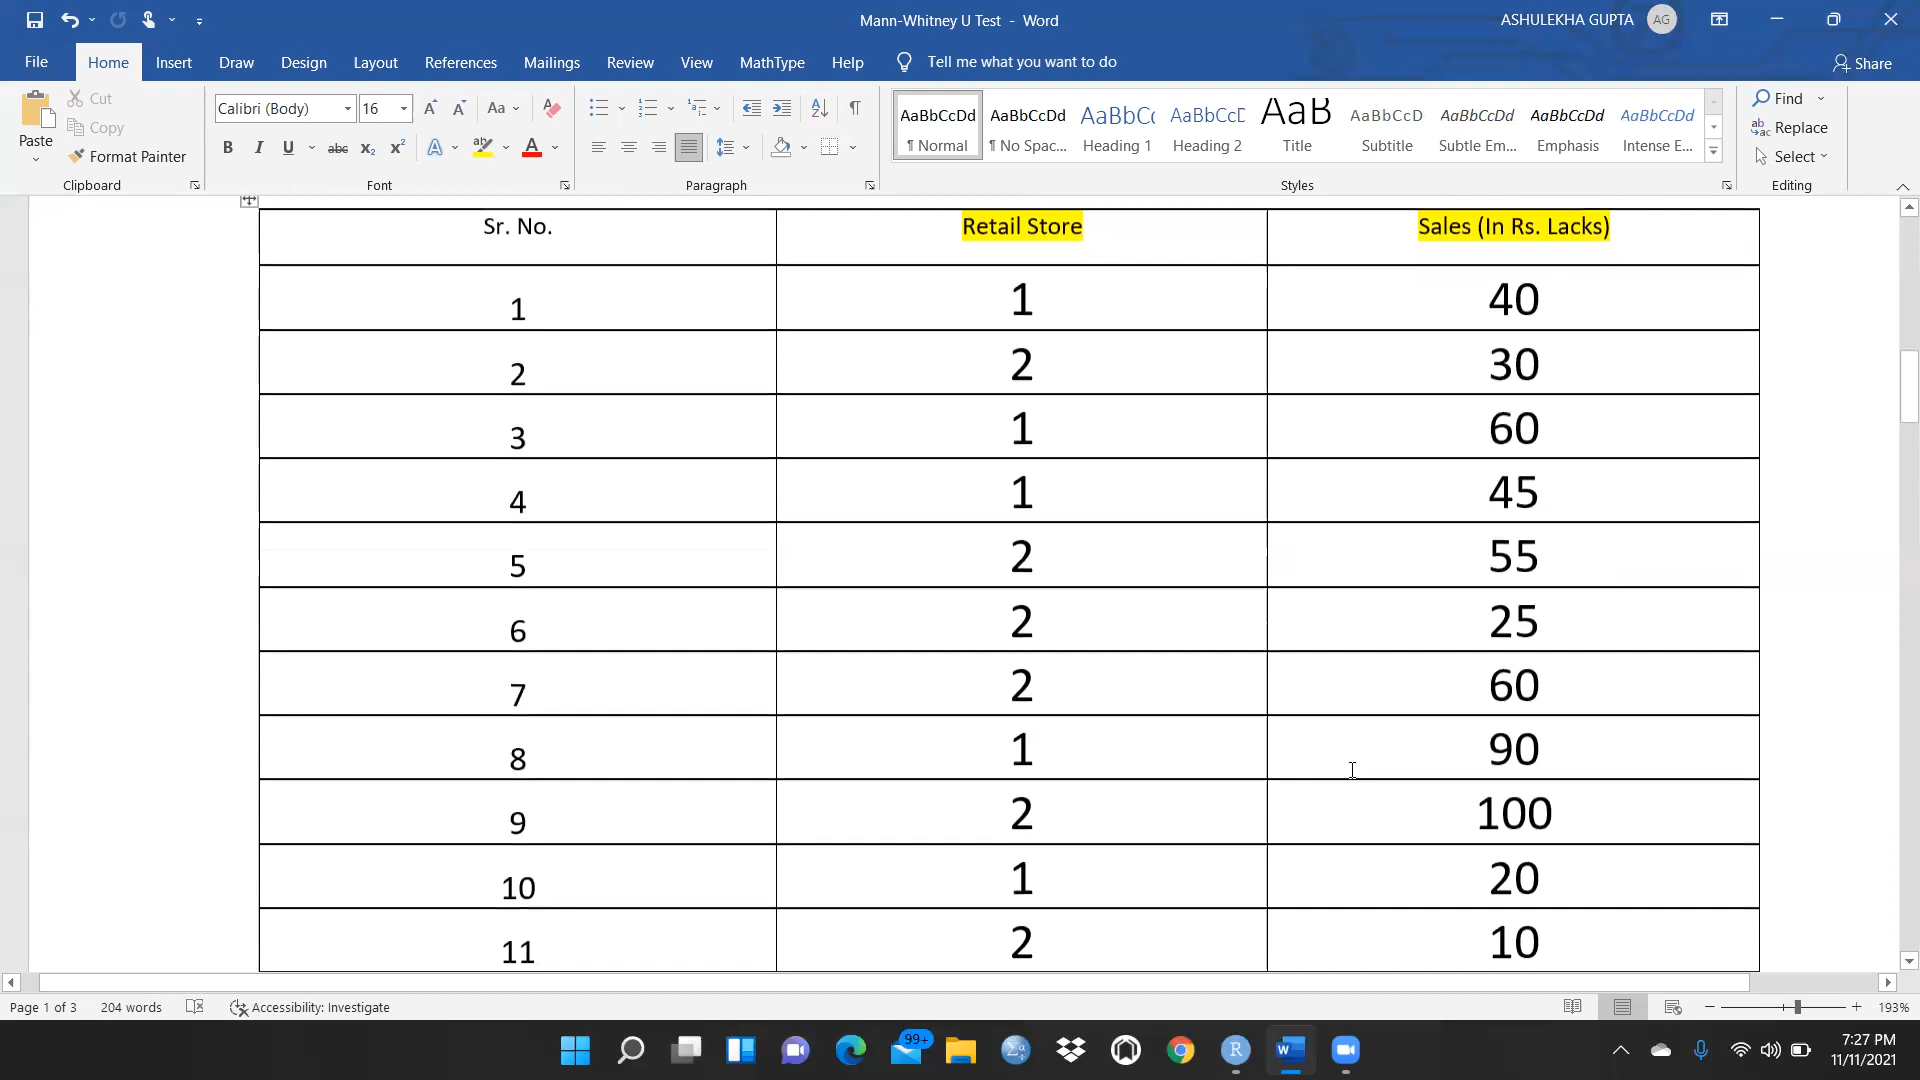 Mann-Whitney U Test - Word
ASHULEKHA GUPTA AG
File Home Insert Draw Design Layout References Mailings Review View MathType Help Tell me what you want to do Share
Paste
Cut
Copy
Format Painter
Clipboard
Calibri (Body) 16
Font
Paragraph
AaBbCcDd AaBbCcDd AaBbCc AaBbCcD AaB AaBbCcD AaBbCcDd AaBbCcDd AaBbCcDd
¶ Normal ¶ No Spac... Heading 1 Heading 2 Title Subtitle Subtle Em... Emphasis Intense E...
Styles
Find
Replace
Select
Editing
Sr. No. Retail Store Sales (In Rs. Lacks)
1 1 40
2 2 30
3 1 60
4 1 45
5 2 55
6 2 25
7 2 60
8 1 90
9 2 100
10 1 20
11 2 10
Page 1 of 3 204 words Accessibility: Investigate 193%
99+
7:27 PM
11/11/2021